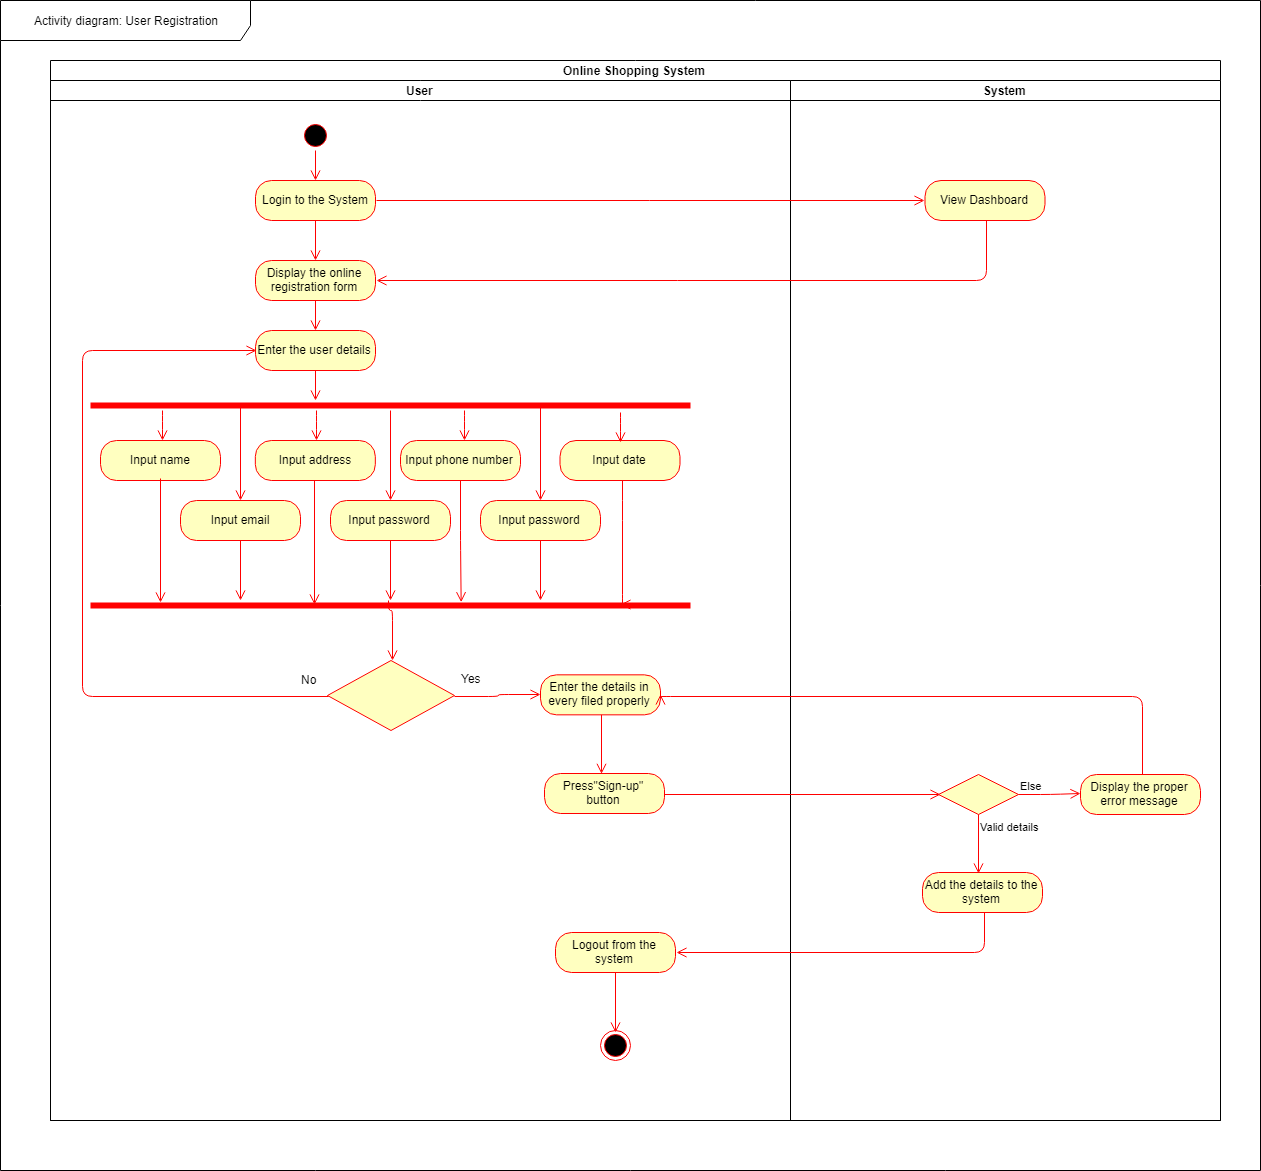 Activity diagram: User Registration
Online Shopping System
User
System
Login to the System
View Dashboard
Display the online
registration form
Enter the user details
Input name
Input address
Input phone number
Input date
Input email
Input password
Input password
No
Yes
Enter the details in
every filed properly
Press"Sign-up"
button
Else
Display the proper
error message
Valid details
Add the details to the
system
Logout from the
system